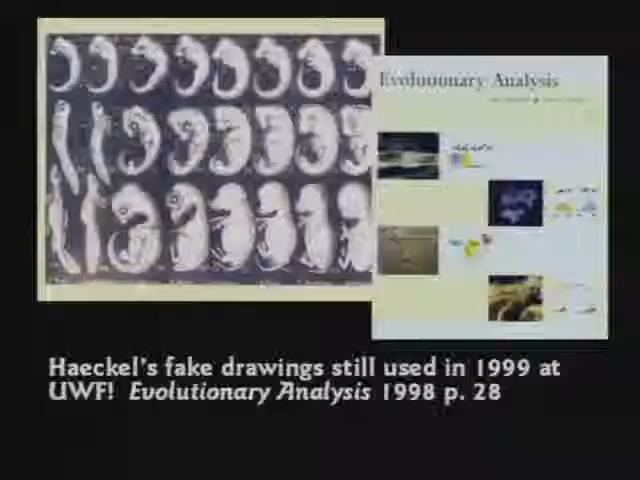 Evolutionary Analysis
Haeckel's fake drawings still used in 1999 at
UWF! Evolutionary Analysis 1998 p. 28